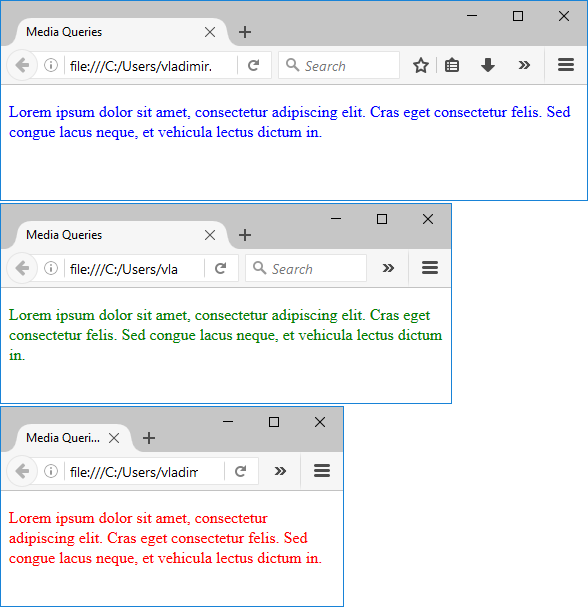 Media Queries
file:///C:/Users/vladimir.
Search
Lorem ipsum dolor sit amet, consectetur adipiscing elit. Cras eget consectetur felis. Sed
congue lacus neque, et vehicula lectus dictum in.
Media Queries
file:///C:/Users/vla
Search
Lorem ipsum dolor sit amet, consectetur adipiscing elit. Cras eget
consectetur felis. Sed congue lacus neque, et vehicula lectus dictum
in.
Media Queri...
file:///C:/Users/vladim
Lorem ipsum dolor sit amet, consectetur
adipiscing elit. Cras eget consectetur felis. Sed
congue lacus neque, et vehicula lectus dictum in.